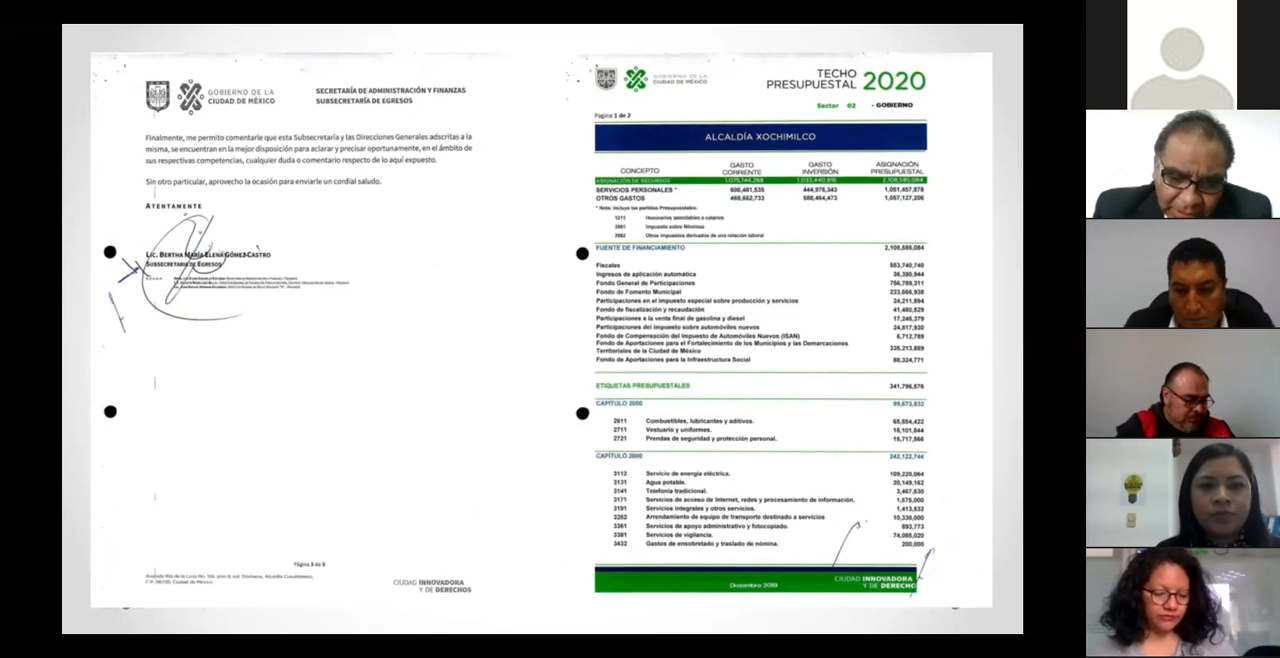 GOBIERNO DE LA
CIUDAD DE MÉXICO
SECRETARÍA DE ADMINISTRACIÓN Y FINANZAS
SUBSECRETARÍA DE EGRESOS
Finalmente, me permito comentarle que esta Subsecretaría y las Direcciones Generales adscritas a la
misma, se encuentran en la mejor disposición para aclarar y precisar oportunamente, en el ámbito de
sus respectivas competencias, cualquier duda o comentario respecto de lo aquí expuesto.
Sin otro particular, aprovecho la ocasión para enviarle un cordial saludo.
ATENTAMENTE
LIC. BERTHA MARÍA ELENA GÓMEZ CASTRO
SUBSECRETARIA DE EGRESOS
Página 3 de 3
CIUDAD INNOVADORA
Y DE DERECHOS
GOBIERNO DE LA
CIUDAD DE MÉXICO
TECHO
PRESUPUESTAL 2020
Sector 02 - GOBIERNO
Pagina 1 de 2
ALCALDÍA XOCHIMILCO
CONCEPTO GASTO CORRIENTE GASTO INVERSIÓN ASIGNACIÓN PRESUPUESTAL
ASIGNACIÓN DE RECURSOS
SERVICIOS PERSONALES * 606,481,535 444,976,343 1,051,457,878
OTROS GASTOS 468,662,733 588,464,473 1,057,127,206
* Nota: Incluye las partidas Presupuestales:
1211 Honorarios asimilables a salarios
3981 Impuesto sobre Nóminas
3982 Otros impuestos derivados de una relación laboral
FUENTE DE FINANCIAMIENTO 2,108,585,084
Fiscales 553,740,740
Ingresos de aplicación automática 36,380,944
Fondo General de Participaciones 756,789,311
Fondo de Fomento Municipal 223,666,938
Participaciones en el impuesto especial sobre producción y servicios 24,211,894
Fondo de fiscalización y recaudación 41,480,529
Participaciones a la venta final de gasolina y diesel 17,245,379
Participaciones del impuesto sobre automóviles nuevos 24,817,930
Fondo de Compensación del Impuesto de Automóviles Nuevos (ISAN) 6,712,789
Fondo de Aportaciones para el Fortalecimiento de los Municipios y las Demarcaciones
Territoriales de la Ciudad de México 335,213,859
Fondo de Aportaciones para la Infraestructura Social 88,324,771
ETIQUETAS PRESUPUESTALES 341,796,576
CAPÍTULO 2000 99,673,832
2611 Combustibles, lubricantes y aditivos. 65,854,422
2711 Vestuario y uniformes. 18,101,844
2721 Prendas de seguridad y protección personal. 15,717,566
CAPÍTULO 3000 242,122,744
3112 Servicio de energía eléctrica. 109,220,064
3131 Agua potable. 20,149,162
3141 Telefonía tradicional. 3,467,630
3171 Servicios de acceso de Internet, redes y procesamiento de información. 1,675,000
3191 Servicios integrales y otros servicios. 1,413,832
3252 Arrendamiento de equipo de transporte destinado a servicios 10,330,000
3361 Servicios de apoyo administrativo y fotocopiado. 893,773
3381 Servicios de vigilancia. 74,088,020
3432 Gastos de ensobretado y traslado de nómina. 200,000
Diciembre 2019
CIUDAD INNOVADORA
Y DE DERECHOS